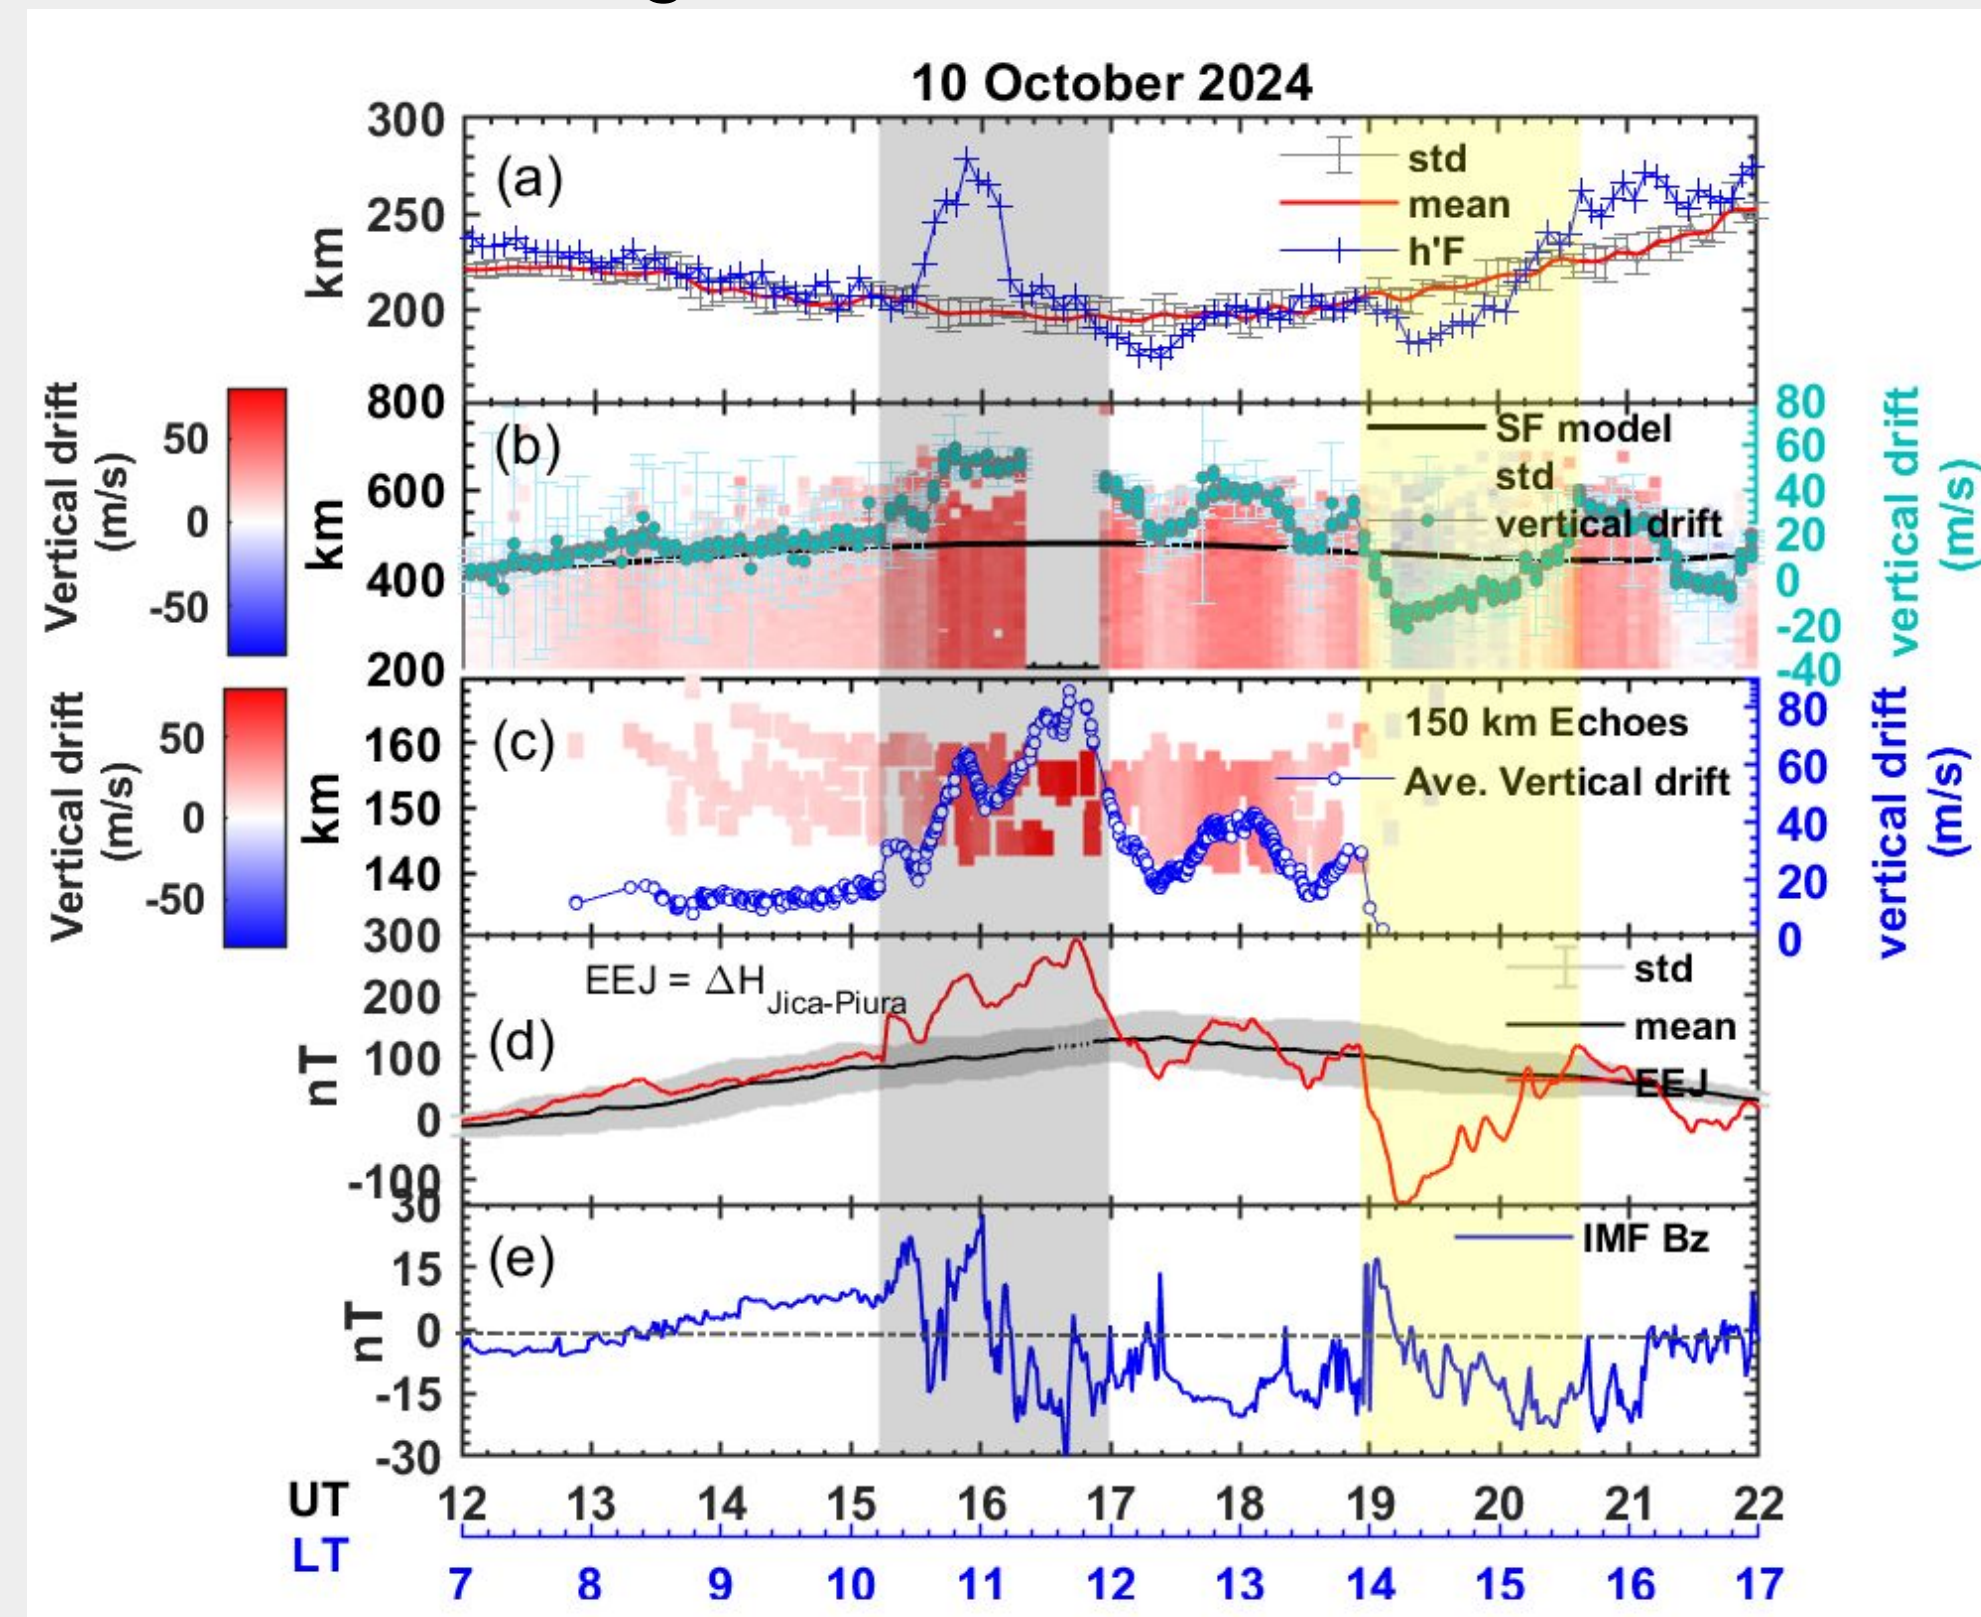 10 October 2024
300
250
200
km
(a)
std
mean
h'F
Vertical drift
(m/s)
50
0
-50
800
600
400
200
km
(b)
SF model
std
vertical drift
80
60
40
20
0
-20
-40
vertical drift
(m/s)
Vertical drift
(m/s)
50
0
-50
160
150
140
km
(c)
150 km Echoes
Ave. Vertical drift
80
60
40
20
0
vertical drift
(m/s)
300
200
100
0
-100
nT
EEJ = ΔH Jica-Piura
(d)
std
mean
EEJ
30
15
0
-15
-30
nT
(e)
IMF Bz
UT 12 13 14 15 16 17 18 19 20 21 22
LT 7 8 9 10 11 12 13 14 15 16 17